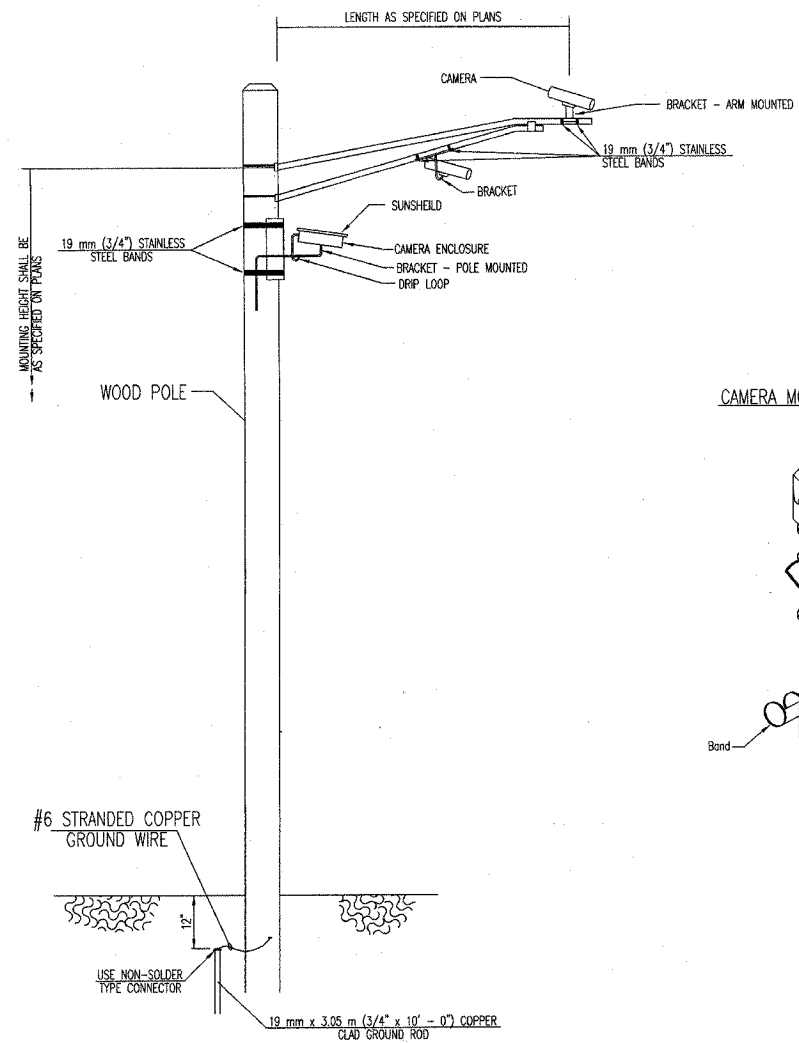 LENGTH AS SPECIFIED ON PLANS
CAMERA
BRACKET - ARM MOUNTED
19 mm (3/4") STAINLESS
STEEL BANDS
BRACKET
SUNSHEILD
19 mm (3/4") STAINLESS
STEEL BANDS
CAMERA ENCLOSURE
BRACKET - POLE MOUNTED
DRIP LOOP
MOUNTING HEIGHT SHALL BE
AS SPECIFIED ON PLANS
WOOD POLE
CAMERA MO
Band
#6 STRANDED COPPER
GROUND WIRE
12"
USE NON-SOLDER
TYPE CONNECTOR
19 mm x 3.05 m (3/4" x 10' - 0") COPPER
CLAD GROUND ROD